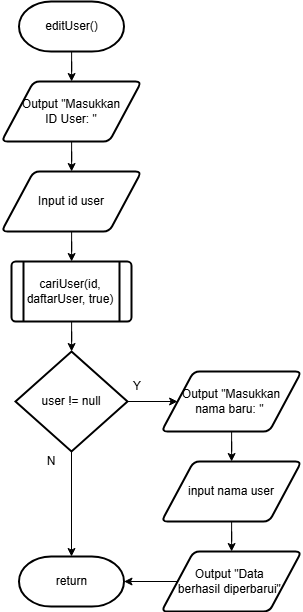 editUser()
Output "Masukkan
ID User: "
Input id user
cariUser(id,
daftarUser, true)
user != null
Y
Output "Masukkan
nama baru: "
N
input nama user
return
Output "Data
berhasil diperbarui"